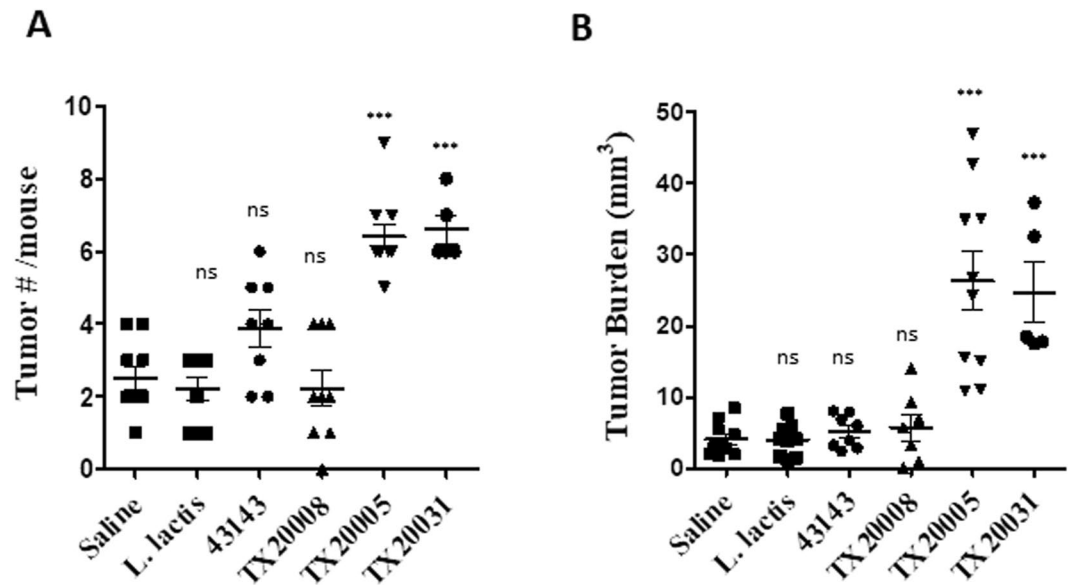 A
Tumor # /mouse
10
8
6
4
2
0
ns
ns
ns
***
***
Saline
L. lactis
43143
TX20008
TX20005
TX20031
B
Tumor Burden (mm³)
50
40
30
20
10
0
ns
ns
ns
***
***
Saline
L. lactis
43143
TX20008
TX20005
TX20031